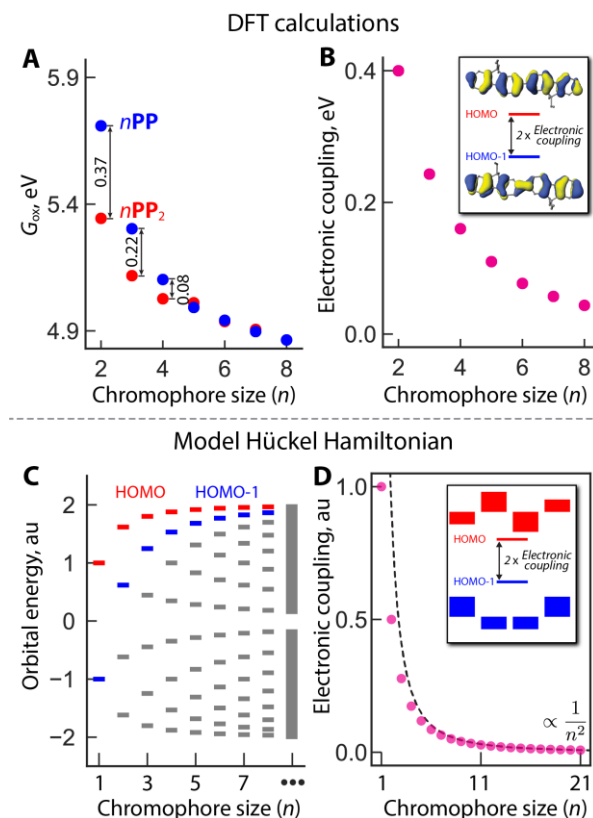 DFT calculations
A
5.9
5.4
4.9
Gox, eV
nPP
nPP2
0.37
0.22
0.08
2 4 6 8
Chromophore size (n)
B
0.4
0.2
0.0
Electronic coupling, eV
HOMO
2 x Electronic
coupling
HOMO-1
2 4 6 8
Chromophore size (n)
Model Hückel Hamiltonian
C
HOMO HOMO-1
2
1
0
−1
−2
Orbital energy, au
1 3 5 7 •••
Chromophore size (n)
D
1.0
0.5
0.0
Electronic coupling, au
HOMO
2 x Electronic
coupling
HOMO-1
∝ 1/n²
1 11 21
Chromophore size (n)